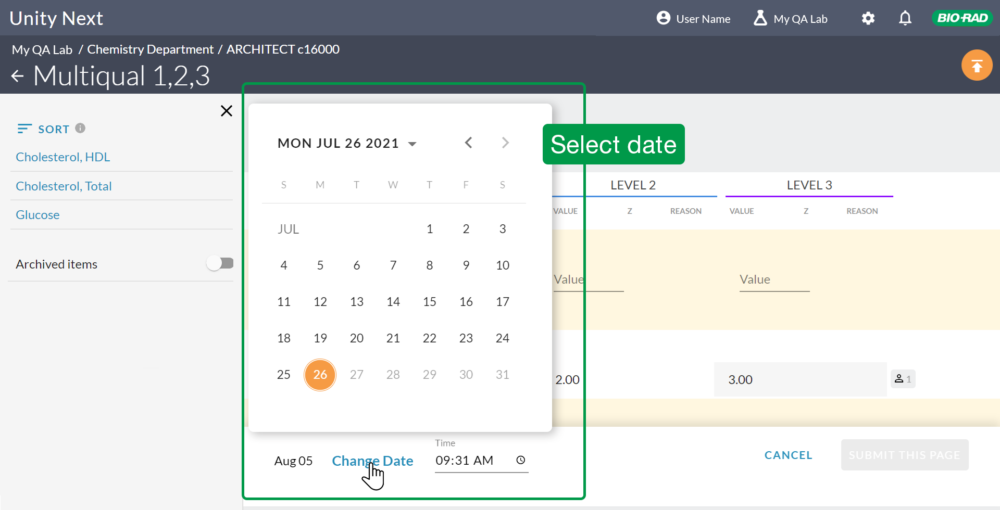 Unity Next
User Name
My QA Lab
BIO-RAD
My QA Lab / Chemistry Department / ARCHITECT c16000
Multiqual 1,2,3
SORT
Cholesterol, HDL
Cholesterol, Total
Glucose
Archived items
MON JUL 26 2021
Select date
S M T W T F S
JUL 1 2 3
4 5 6 7 8 9 10
11 12 13 14 15 16 17
18 19 20 21 22 23 24
25 26 27 28 29 30 31
LEVEL 2
LEVEL 3
VALUE Z REASON
VALUE Z REASON
Value
Value
2.00
3.00
1
Aug 05
Change Date
Time
09:31 AM
CANCEL
SUBMIT THIS PAGE